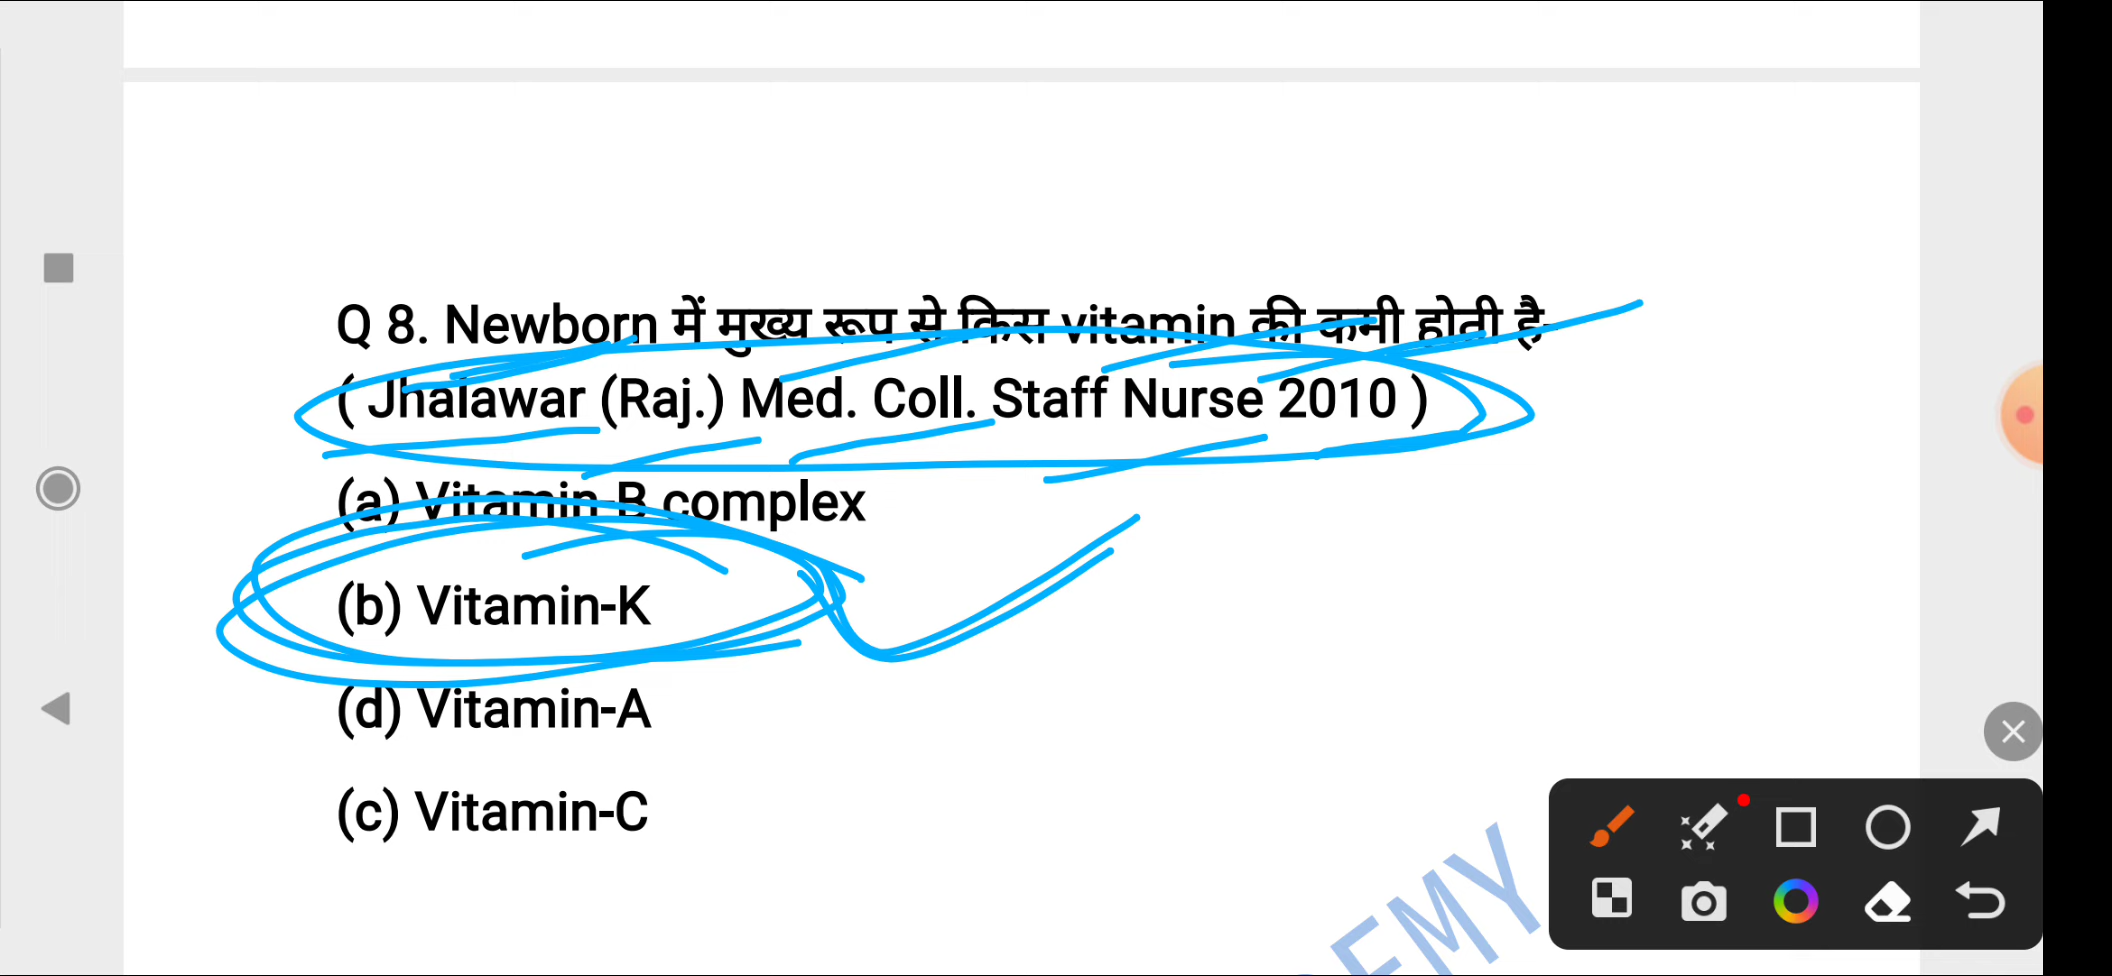 Q 8. Newborn में मुख्य रूप से किस vitamin की कमी होती है-
( Jhalawar (Raj.) Med. Coll. Staff Nurse 2010 )
(a) Vitamin-B complex
(b) Vitamin-K
(d) Vitamin-A
(c) Vitamin-C